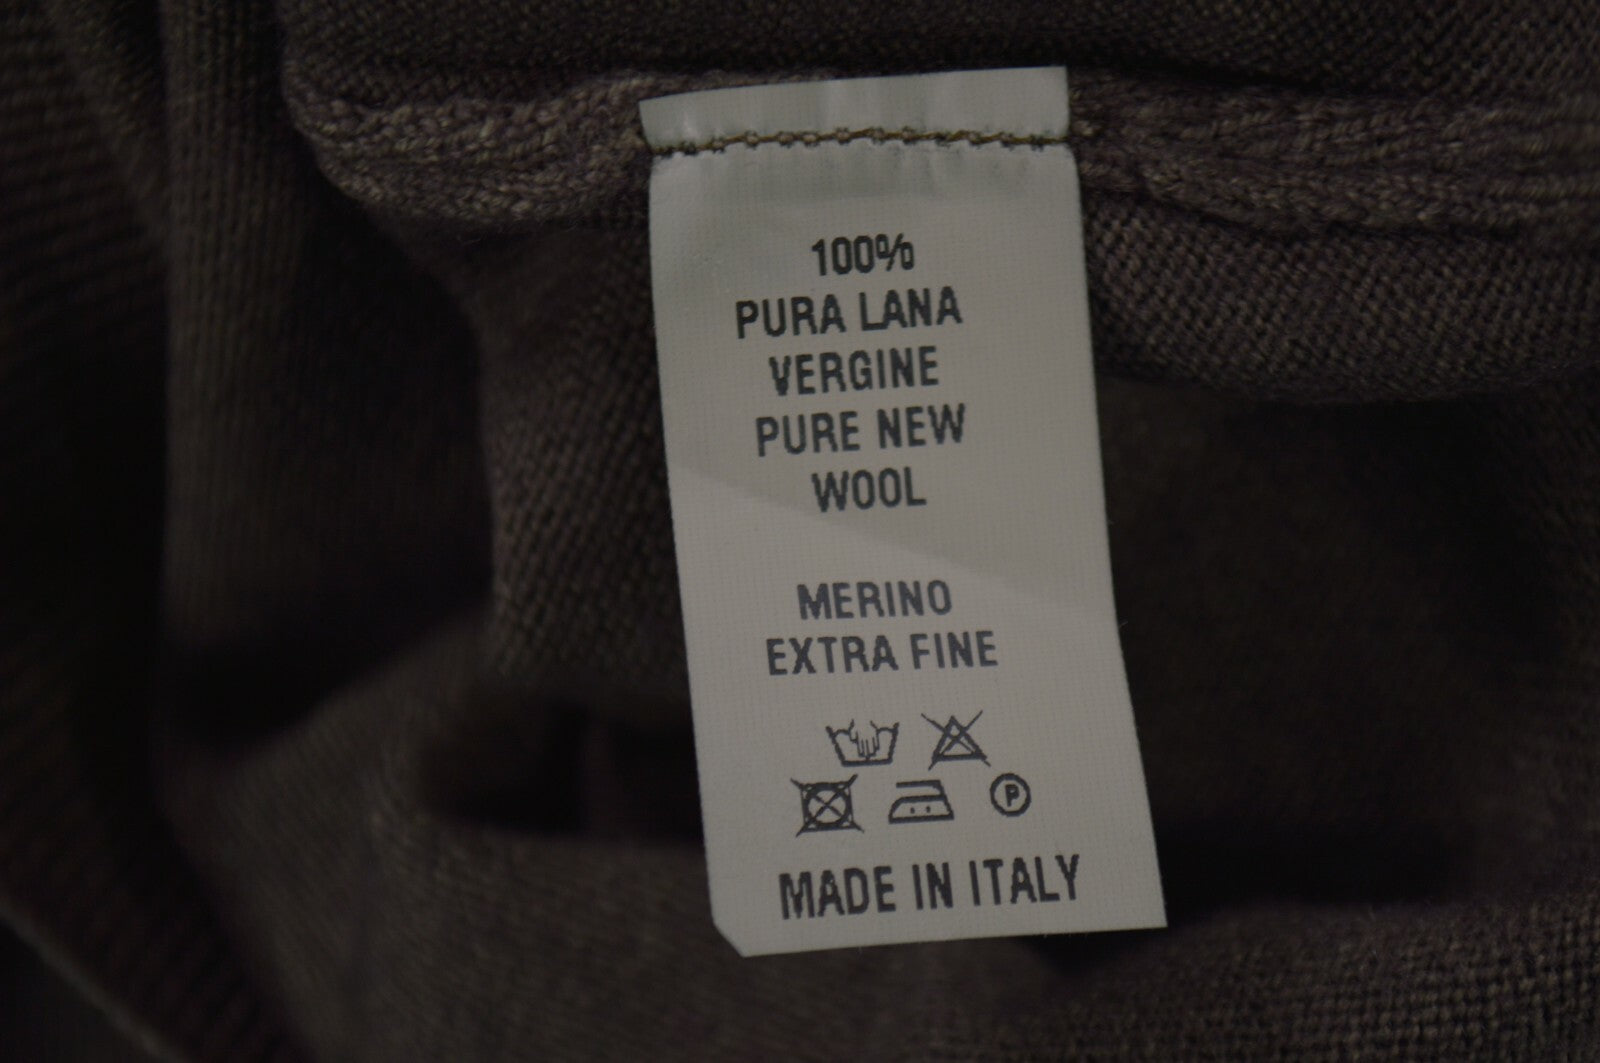 100%
PURA LANA
VERGINE
PURE NEW
WOOL
MERINO
EXTRA FINE
P
MADE IN ITALY